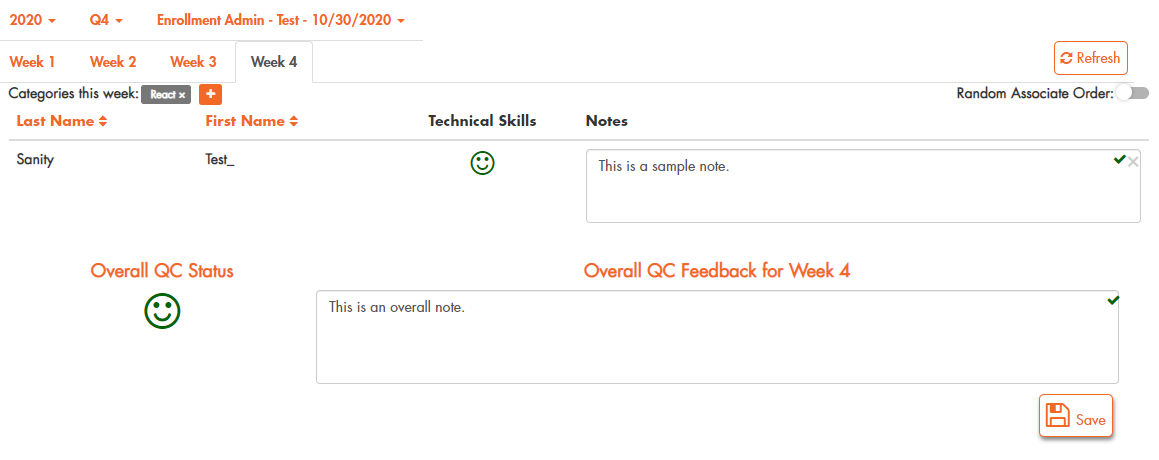 2020 Q4 Enrollment Admin - Test - 10/30/2020
Week 1 Week 2 Week 3 Week 4 Refresh
Categories this week: React × + Random Associate Order:
Last Name First Name Technical Skills Notes
Sanity Test_ This is a sample note.
Overall QC Status Overall QC Feedback for Week 4
This is an overall note.
Save